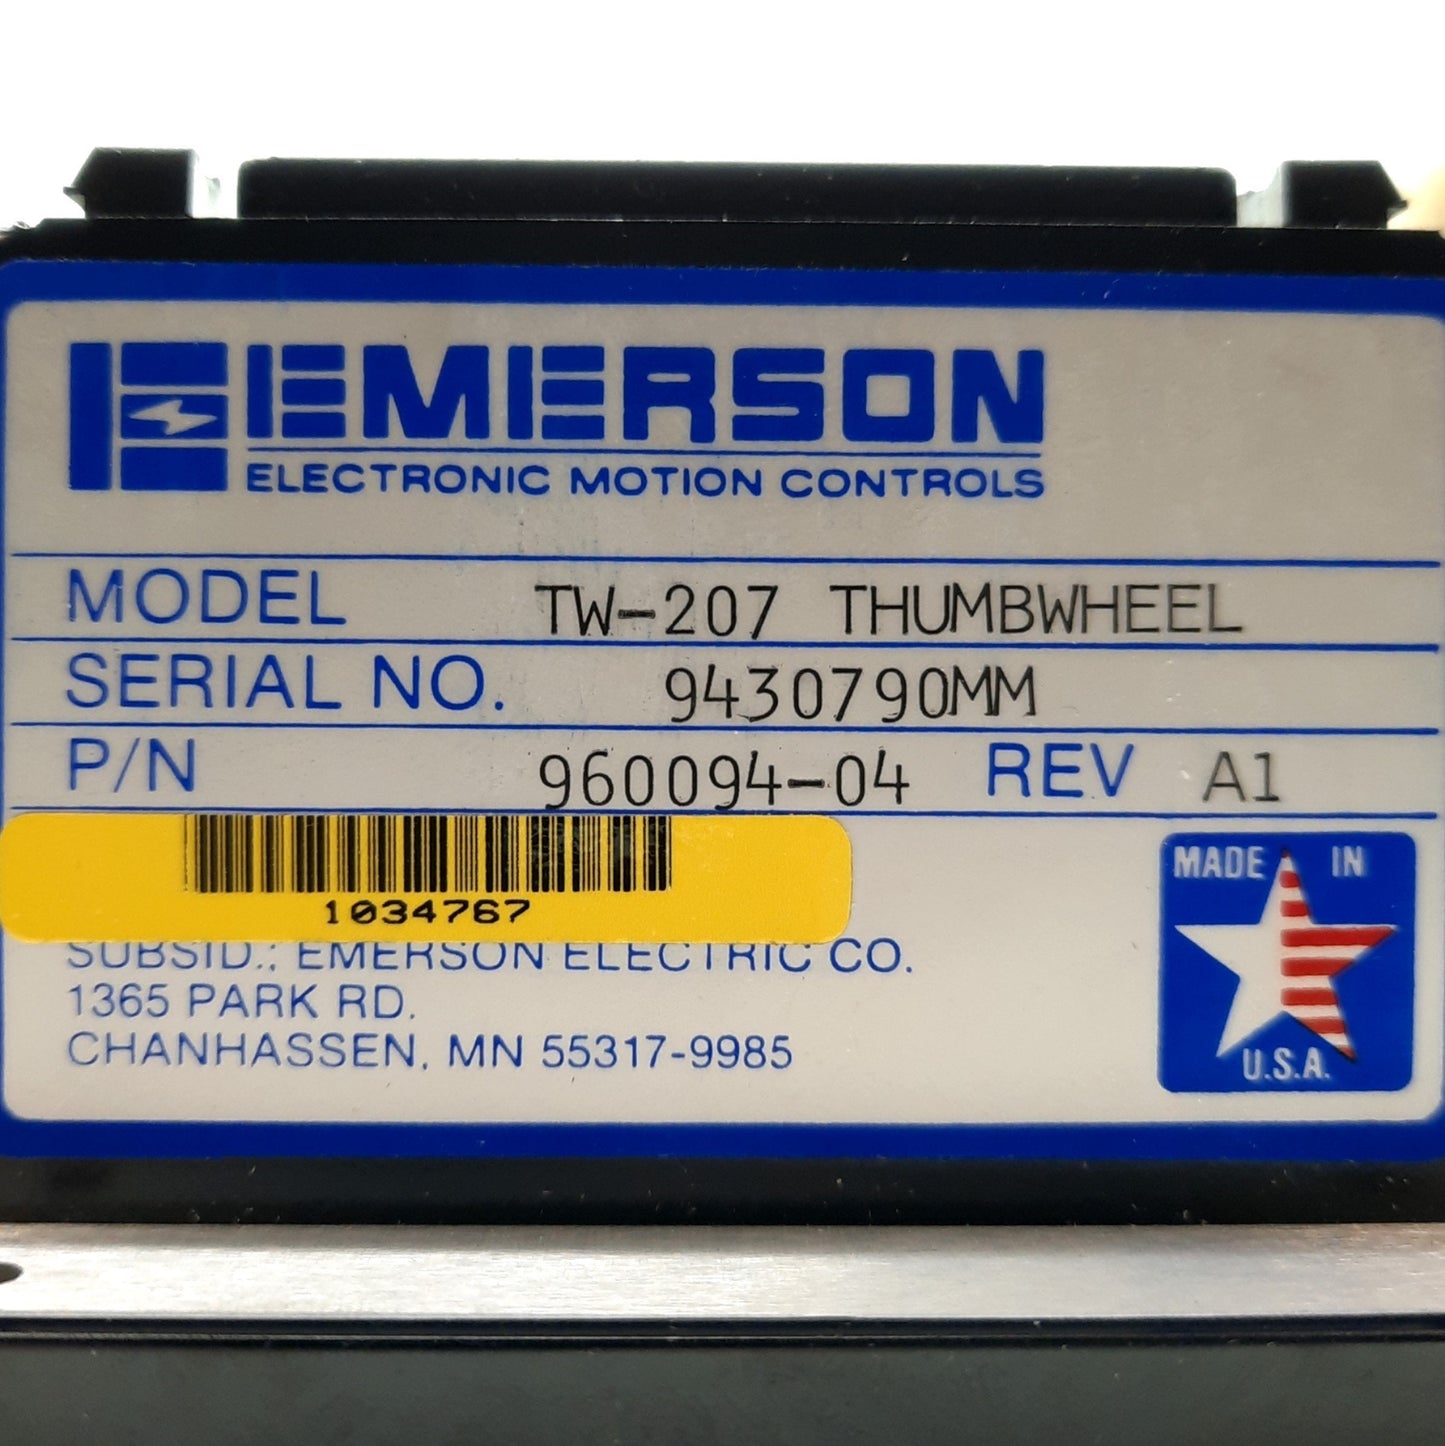 EMERSON
ELECTRONIC MOTION CONTROLS
MODEL TW-207 THUMBWHEEL
SERIAL NO. 9430790MM
P/N 960094-04 REV A1
1034767
SUBSID.: EMERSON ELECTRIC CO.
1365 PARK RD.
CHANHASSEN, MN 55317-9985
MADE IN
U.S.A.